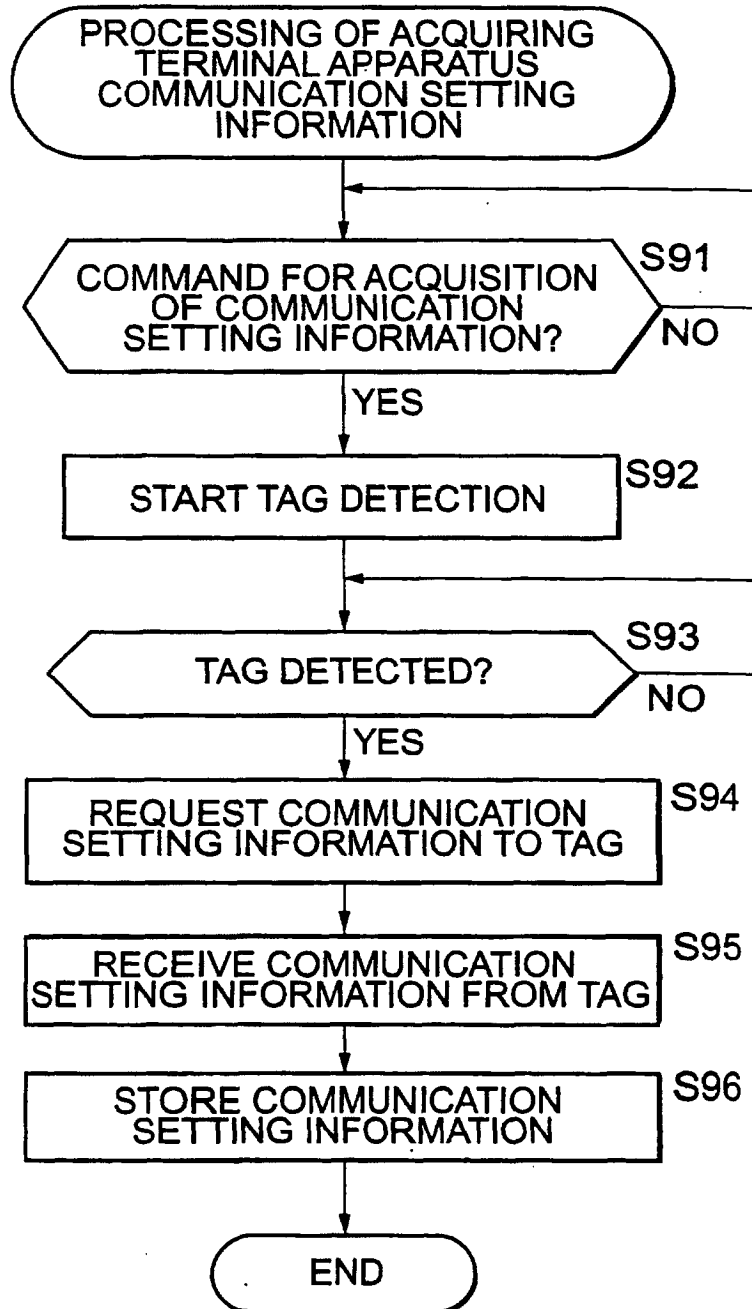 PROCESSING OF ACQUIRING
TERMINAL APPARATUS
COMMUNICATION SETTING
INFORMATION
S91
COMMAND FOR ACQUISITION
OF COMMUNICATION
SETTING INFORMATION?
NO
YES
S92
START TAG DETECTION
S93
TAG DETECTED?
NO
YES
S94
REQUEST COMMUNICATION
SETTING INFORMATION TO TAG
S95
RECEIVE COMMUNICATION
SETTING INFORMATION FROM TAG
S96
STORE COMMUNICATION
SETTING INFORMATION
END